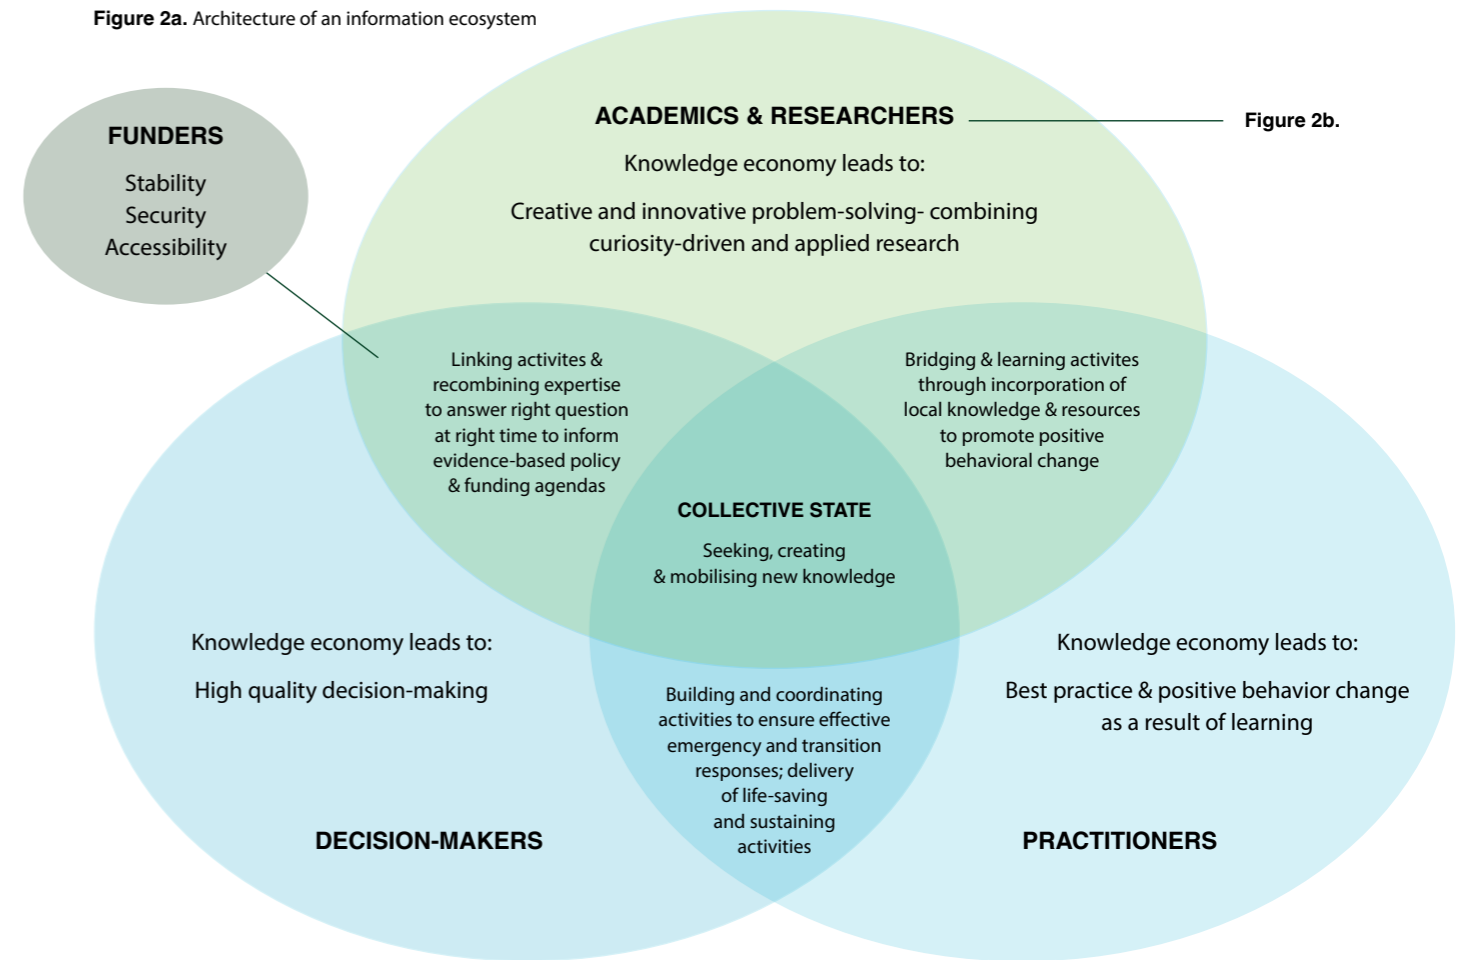 Figure 2a. Architecture of an information ecosystem
FUNDERS
Stability
Security
Accessibility
ACADEMICS & RESEARCHERS
Figure 2b.
Knowledge economy leads to:
Creative and innovative problem-solving- combining
curiosity-driven and applied research
Linking activites &
recombining expertise
to answer right question
at right time to inform
evidence-based policy
& funding agendas
Bridging & learning activites
through incorporation of
local knowledge & resources
to promote positive
behavioral change
COLLECTIVE STATE
Seeking, creating
& mobilising new knowledge
Knowledge economy leads to:
High quality decision-making
DECISION-MAKERS
Building and coordinating
activities to ensure effective
emergency and transition
responses; delivery
of life-saving
and sustaining
activities
Knowledge economy leads to:
Best practice & positive behavior change
as a result of learning
PRACTITIONERS